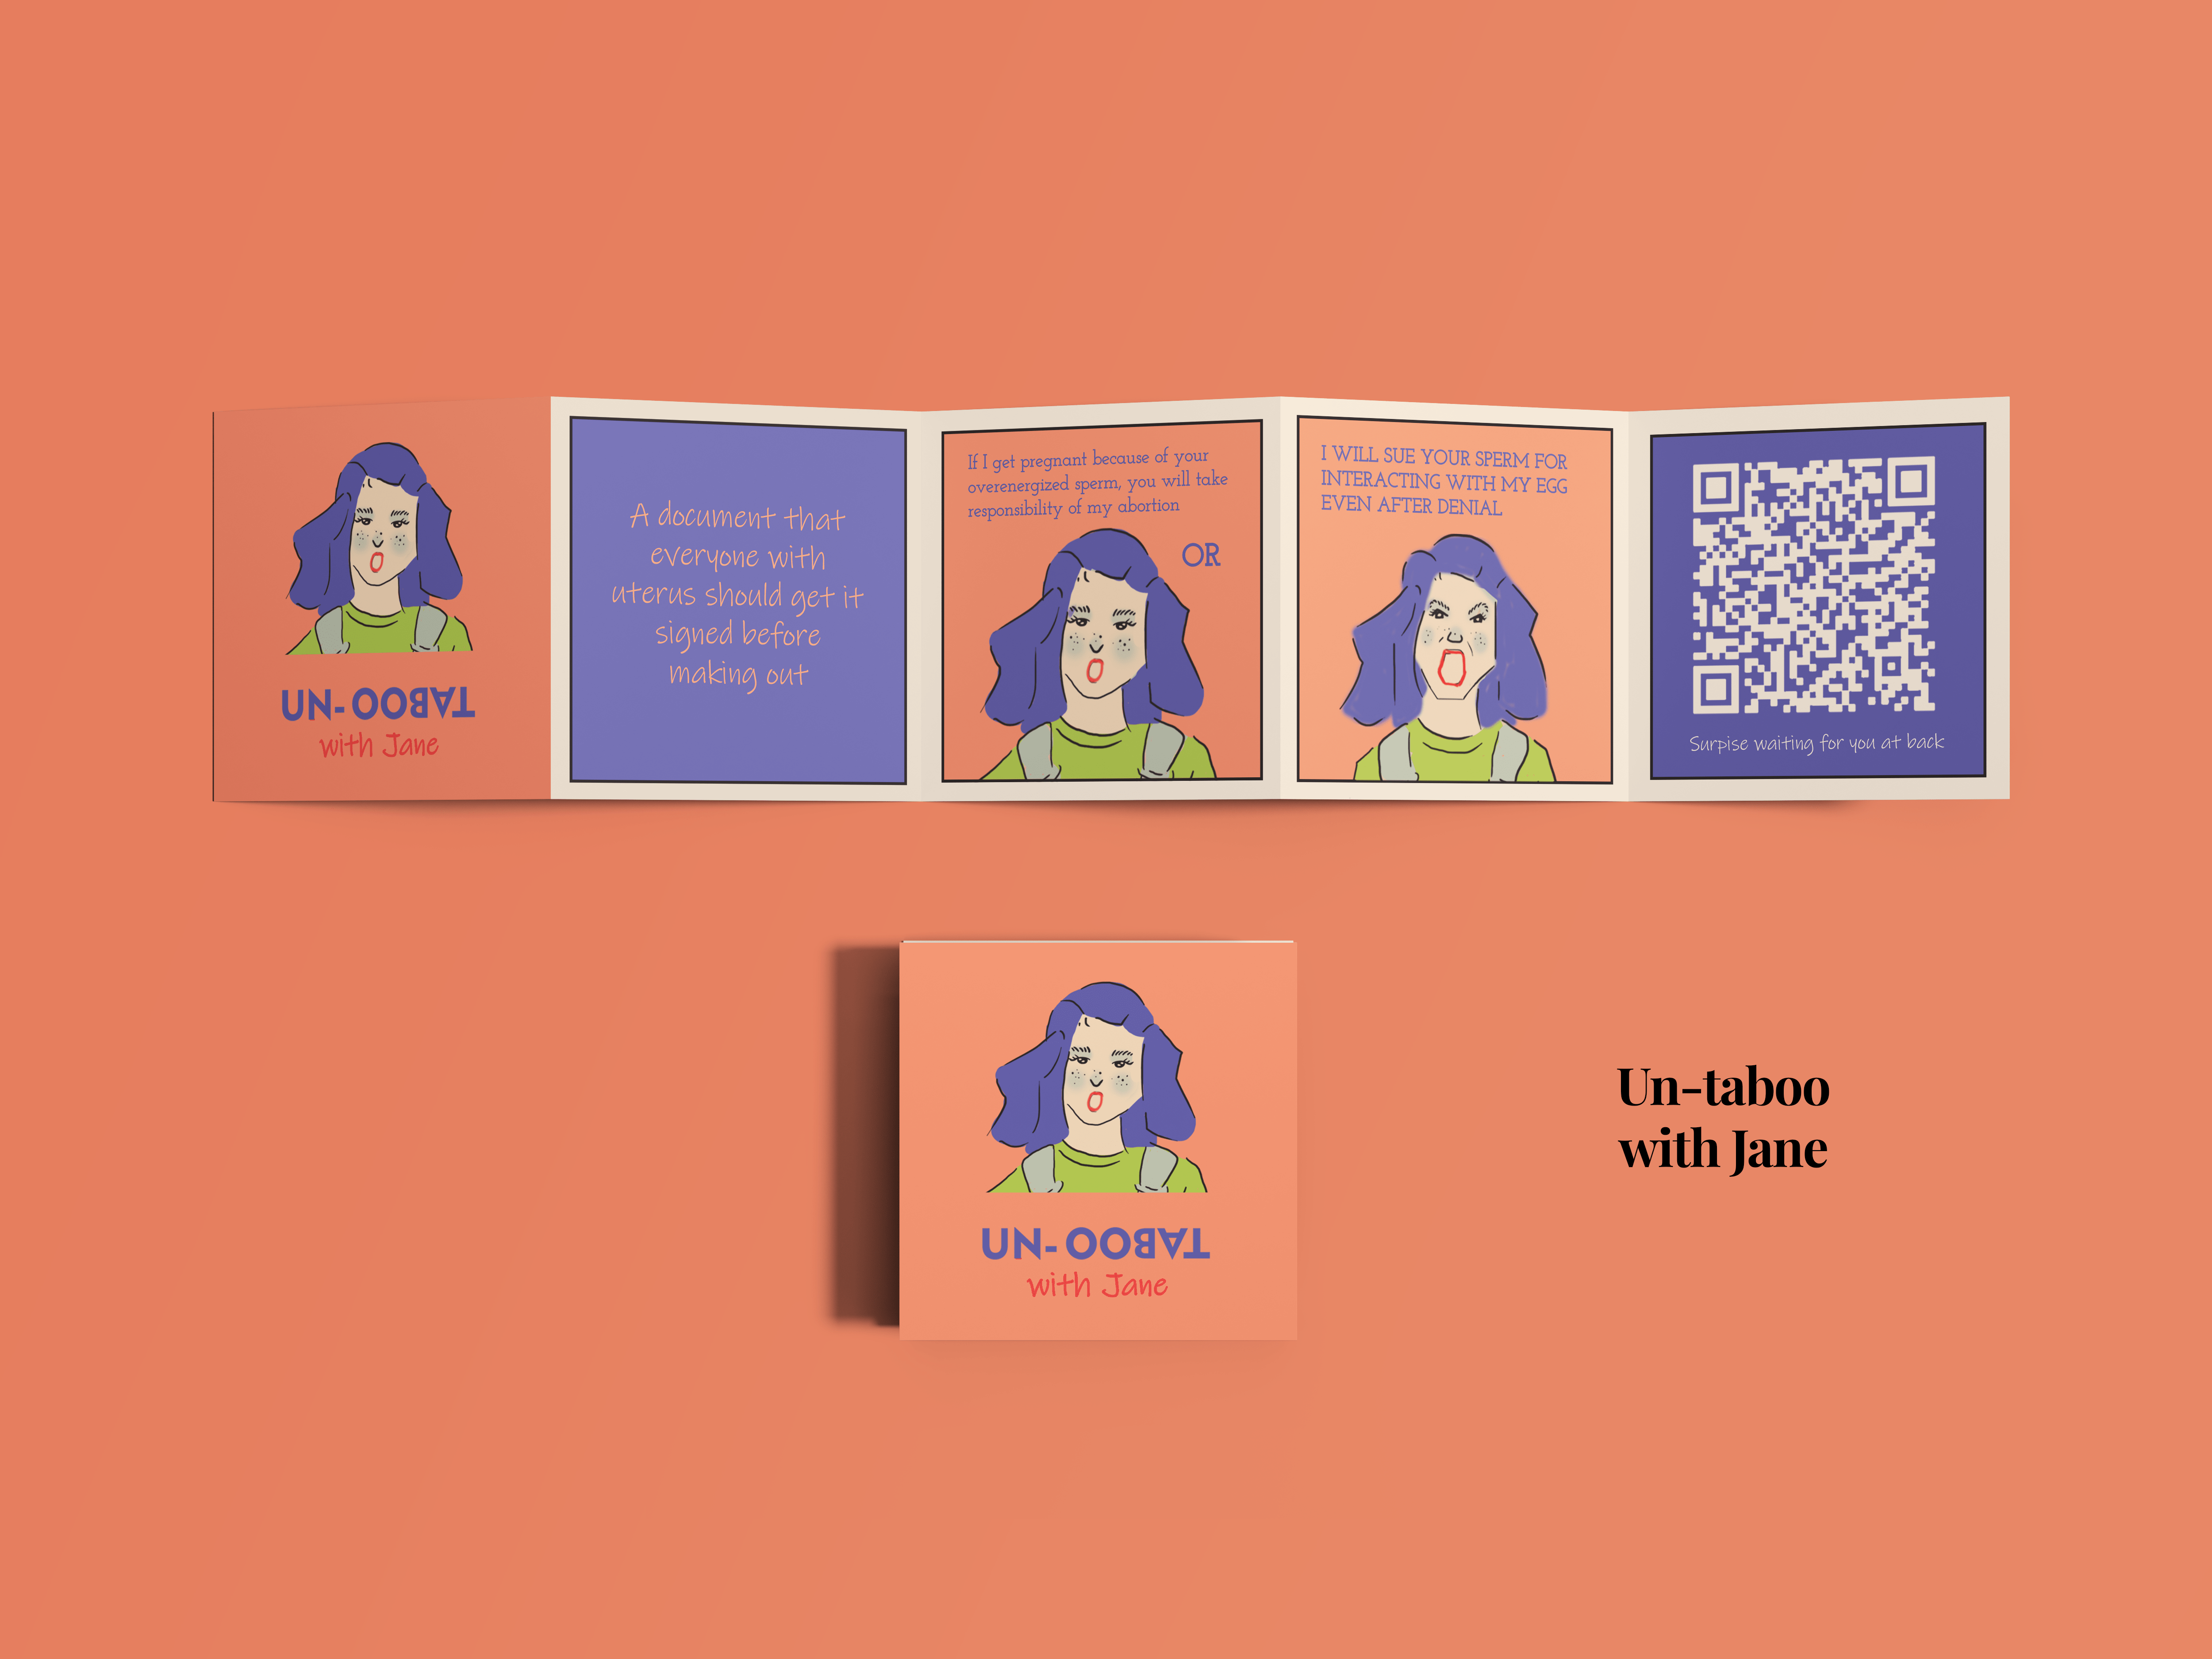 UN- TABOO
with Jane
A document that
everyone with
uterus should get it
signed before
making out
If I get pregnant because of your
overenergized sperm, you will take
responsibility of my abortion
OR
I WILL SUE YOUR SPERM FOR
INTERACTING WITH MY EGG
EVEN AFTER DENIAL
Surpise waiting for you at back
UN- TABOO
with Jane
Un-taboo
with Jane